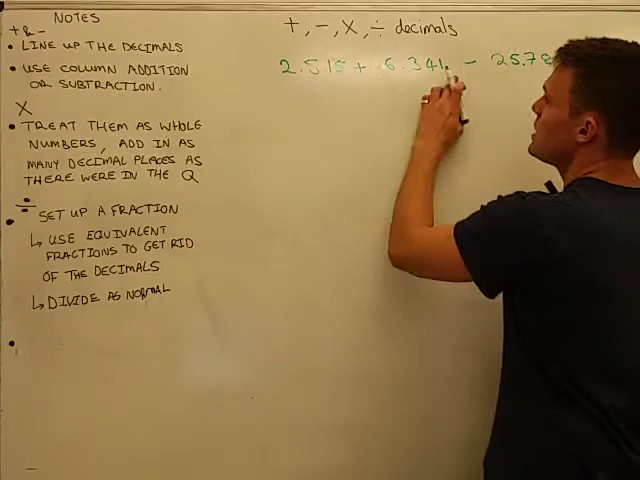 NOTES
+ & -
• LINE UP THE DECIMALS
• USE COLUMN ADDITION
OR SUBTRACTION.
X
• TREAT THEM AS WHOLE
NUMBERS, ADD IN AS
MANY DECIMAL PLACES AS
THERE WERE IN THE Q
÷
• SET UP A FRACTION
↳ USE EQUIVALENT
FRACTIONS TO GET RID
OF THE DECIMALS
↳ DIVIDE AS NORMAL
+, -, X, ÷ decimals
2.515 + 6.341 - 25.78